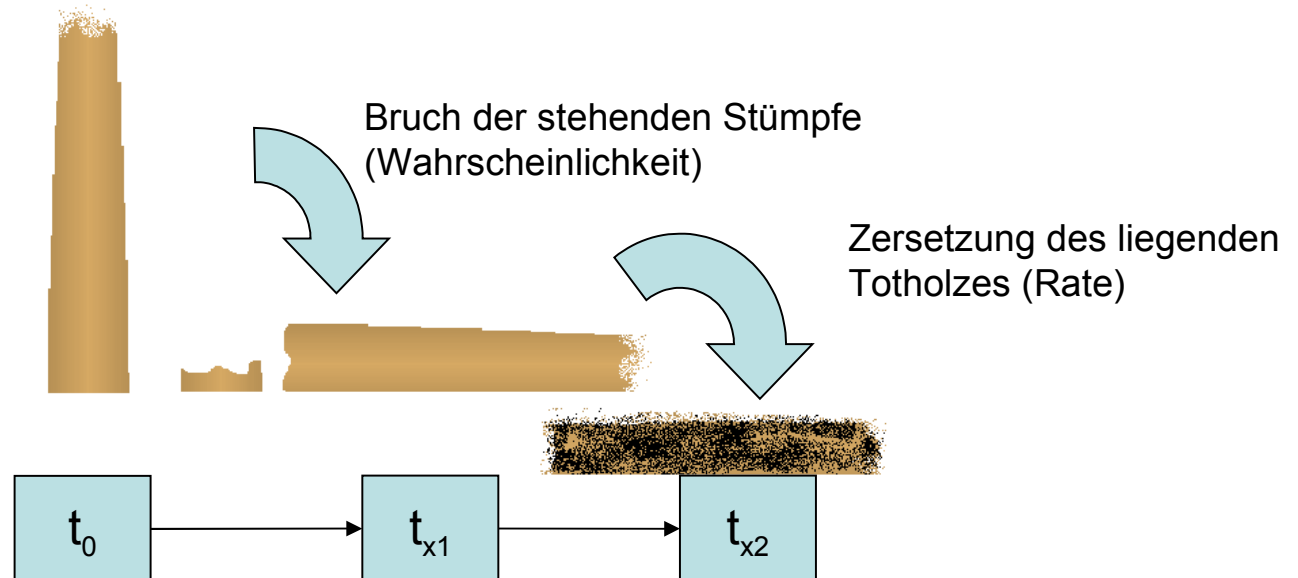 Bruch der stehenden Stümpfe
(Wahrscheinlichkeit)
Zersetzung des liegenden
Totholzes (Rate)
t₀
tₓ₁
tₓ₂